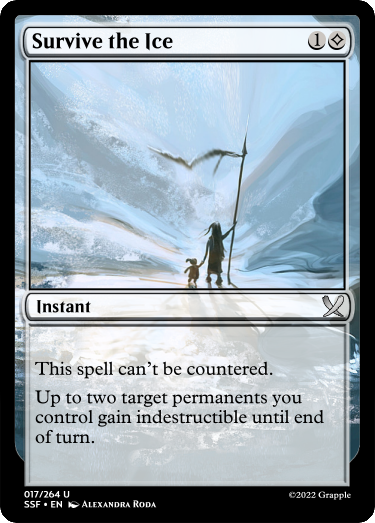 Survive the Ice 1
Instant
This spell can't be countered.
Up to two target permanents you
control gain indestructible until end
of turn.
017/264 U
SSF • EN Alexandra Roda
©2022 Grapple